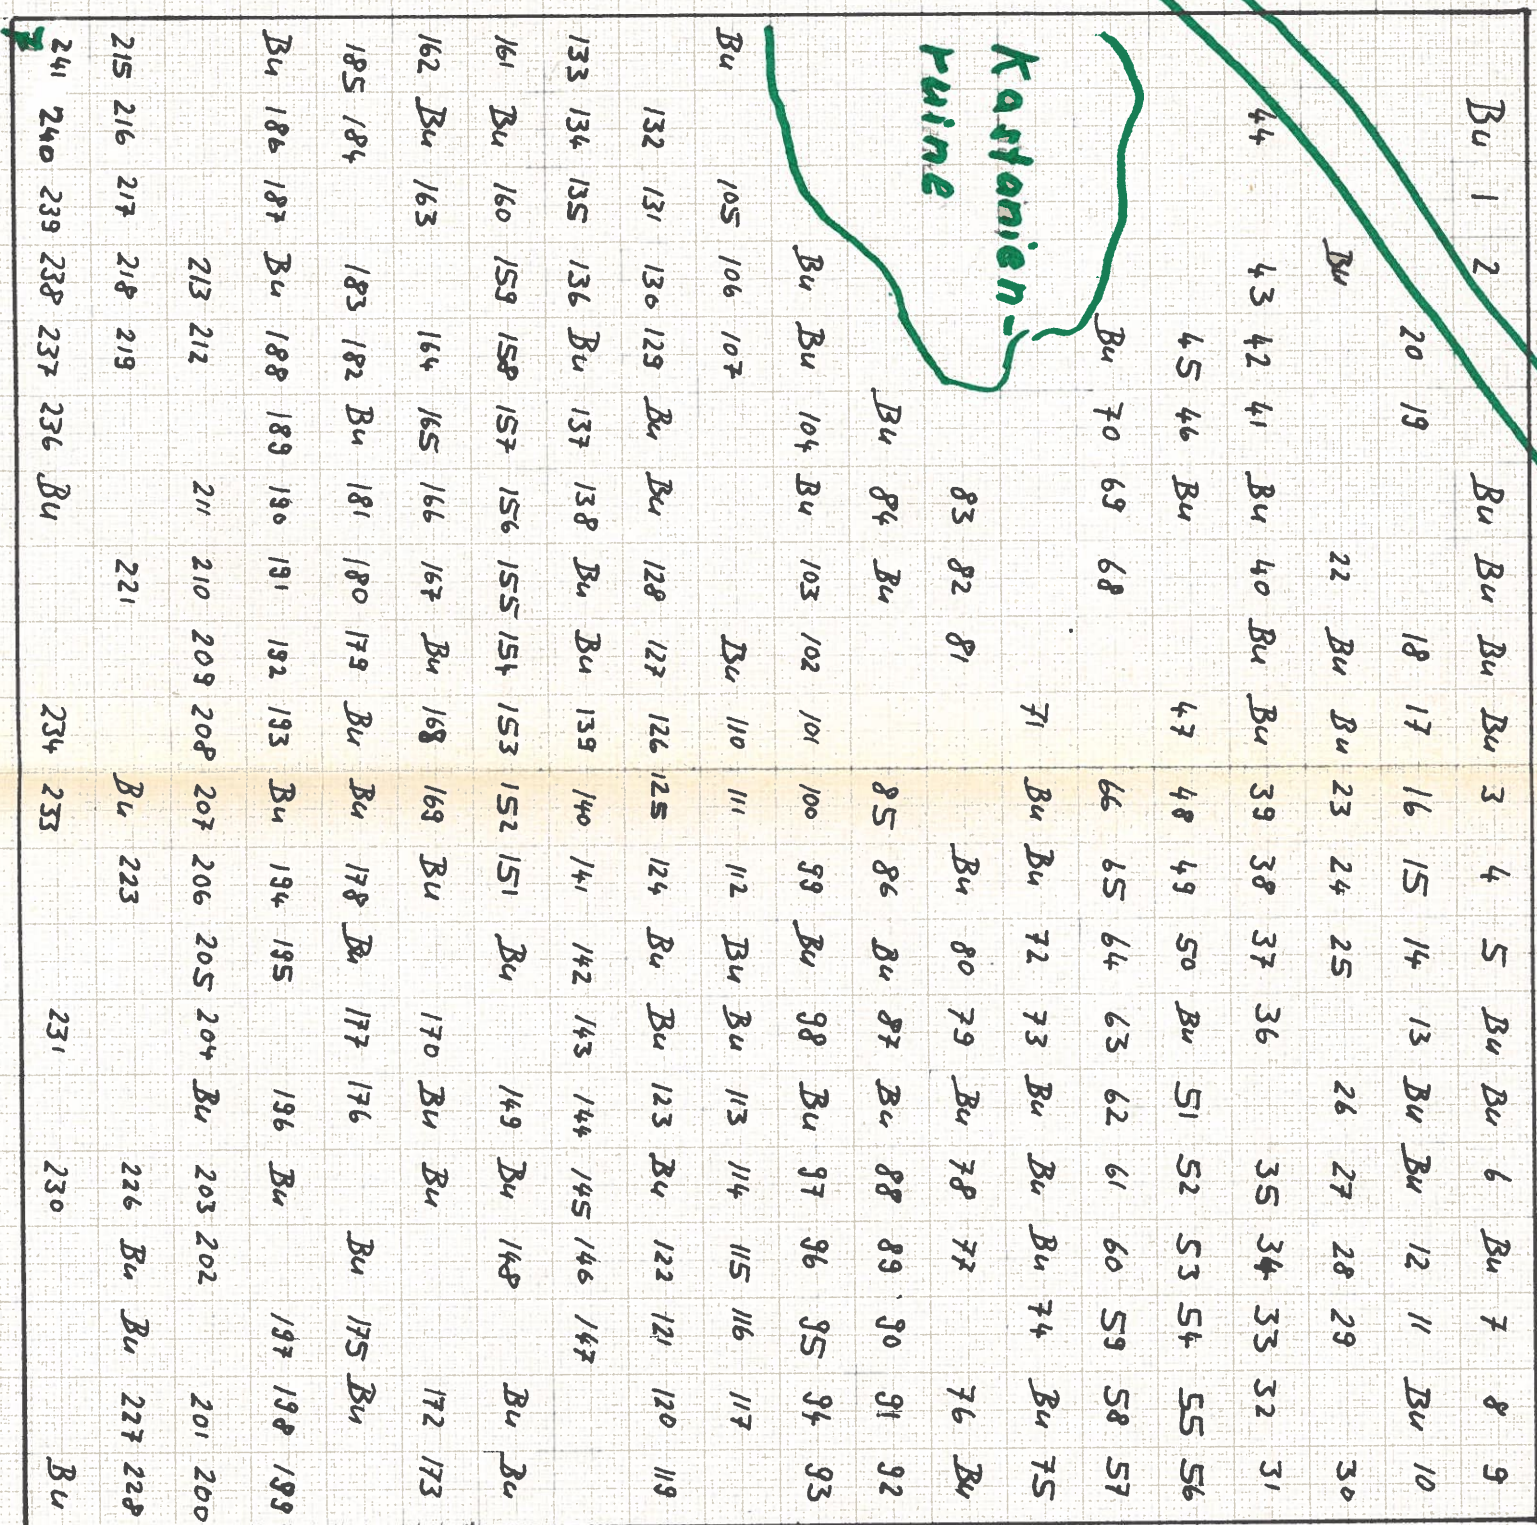 Bu 1 2 Bu Bu Bu Bu 3 4 5 Bu Bu 6 Bu 7 8 9
20 19 18 17 16 15 14 13 Bu Bu 12 11 Bu 10
Bu 22 Bu Bu 23 24 25 26 27 28 29 30
44 43 42 41 Bu 40 Bu Bu 39 38 37 36 35 34 33 32 31
45 46 Bu 47 48 49 50 Bu 51 52 53 54 55 56
Bu 70 69 68 66 65 64 63 62 61 60 59 58 57
Kastanien-
ruine
71 Bu Bu 72 73 Bu Bu Bu 74 Bu 75
83 82 81 Bu 80 79 Bu 78 77 76 Bu
Bu 84 Bu 85 86 Bu 87 Bu 88 89 90 91 92
Bu Bu 104 Bu 103 102 101 100 99 Bu 98 Bu 97 96 95 94 93
Bu 105 106 107 Bu 110 111 112 Bu Bu 113 114 115 116 117
132 131 130 129 Bu Bu 128 127 126 125 124 Bu Bu 123 Bu 122 121 120 119
133 134 135 136 Bu 137 138 Bu Bu 139 140 141 142 143 144 145 146 147
161 Bu 160 159 158 157 156 155 154 153 152 151 Bu 149 Bu 148 Bu Bu
162 Bu 163 164 165 166 167 Bu 168 169 Bu 170 Bu Bu 172 173
185 184 183 182 Bu 181 180 179 Bu Bu 178 Bu 177 176 Bu 175 Bu
Bu 186 187 Bu 188 189 190 191 192 193 Bu 194 195 196 Bu 197 198 199
213 212 211 210 209 208 207 206 205 204 Bu 203 202 201 200
215 216 217 218 219 221 Bu 223 226 Bu Bu 227 228
241 240 239 238 237 236 Bu 234 233 231 230 Bu